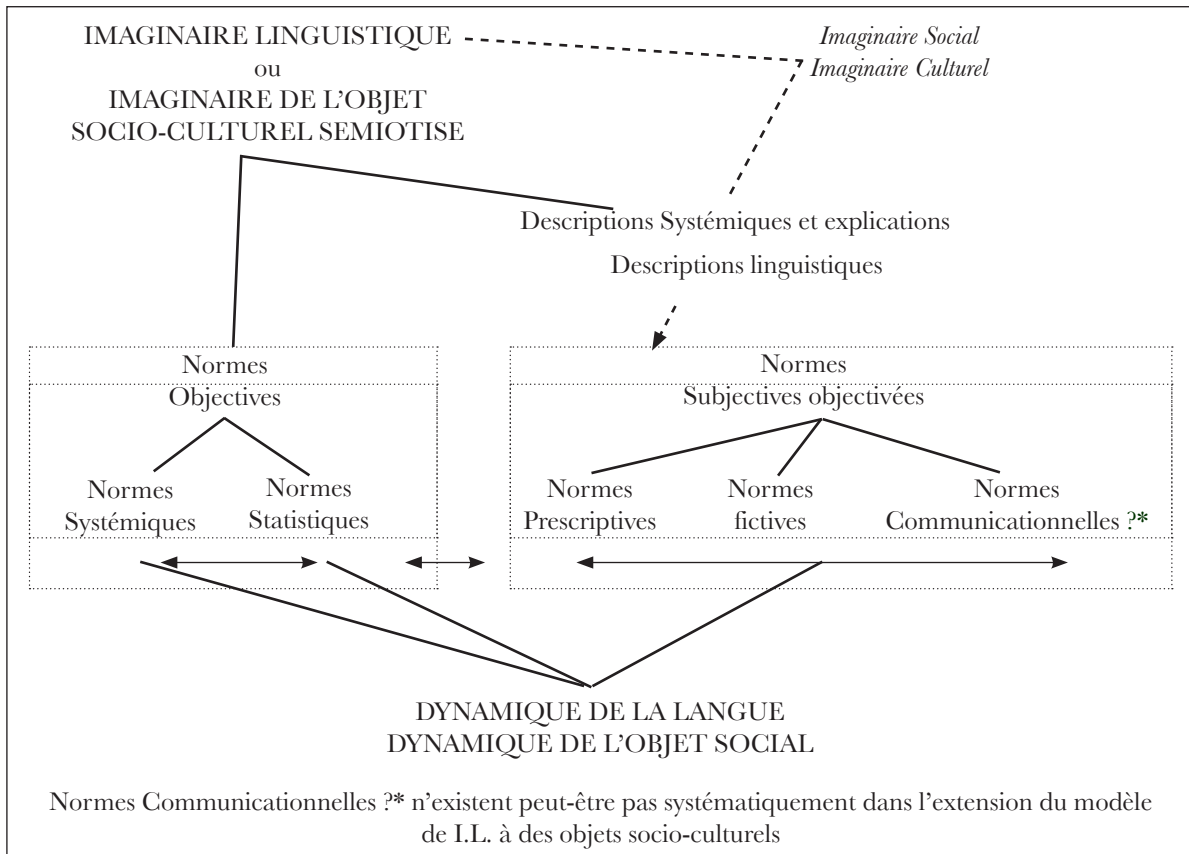 IMAGINAIRE LINGUISTIQUE
ou
IMAGINAIRE DE L'OBJET
SOCIO-CULTUREL SEMIOTISE
Imaginaire Social
Imaginaire Culturel
Descriptions Systémiques et explications
Descriptions linguistiques
Normes
Objectives
Normes
Systémiques
Normes
Statistiques
Normes
Subjectives objectivées
Normes
Prescriptives
Normes
fictives
Normes
Communicationnelles ?*
DYNAMIQUE DE LA LANGUE
DYNAMIQUE DE L'OBJET SOCIAL
Normes Communicationnelles ?* n'existent peut-être pas systématiquement dans l'extension du modèle
de I.L. à des objets socio-culturels